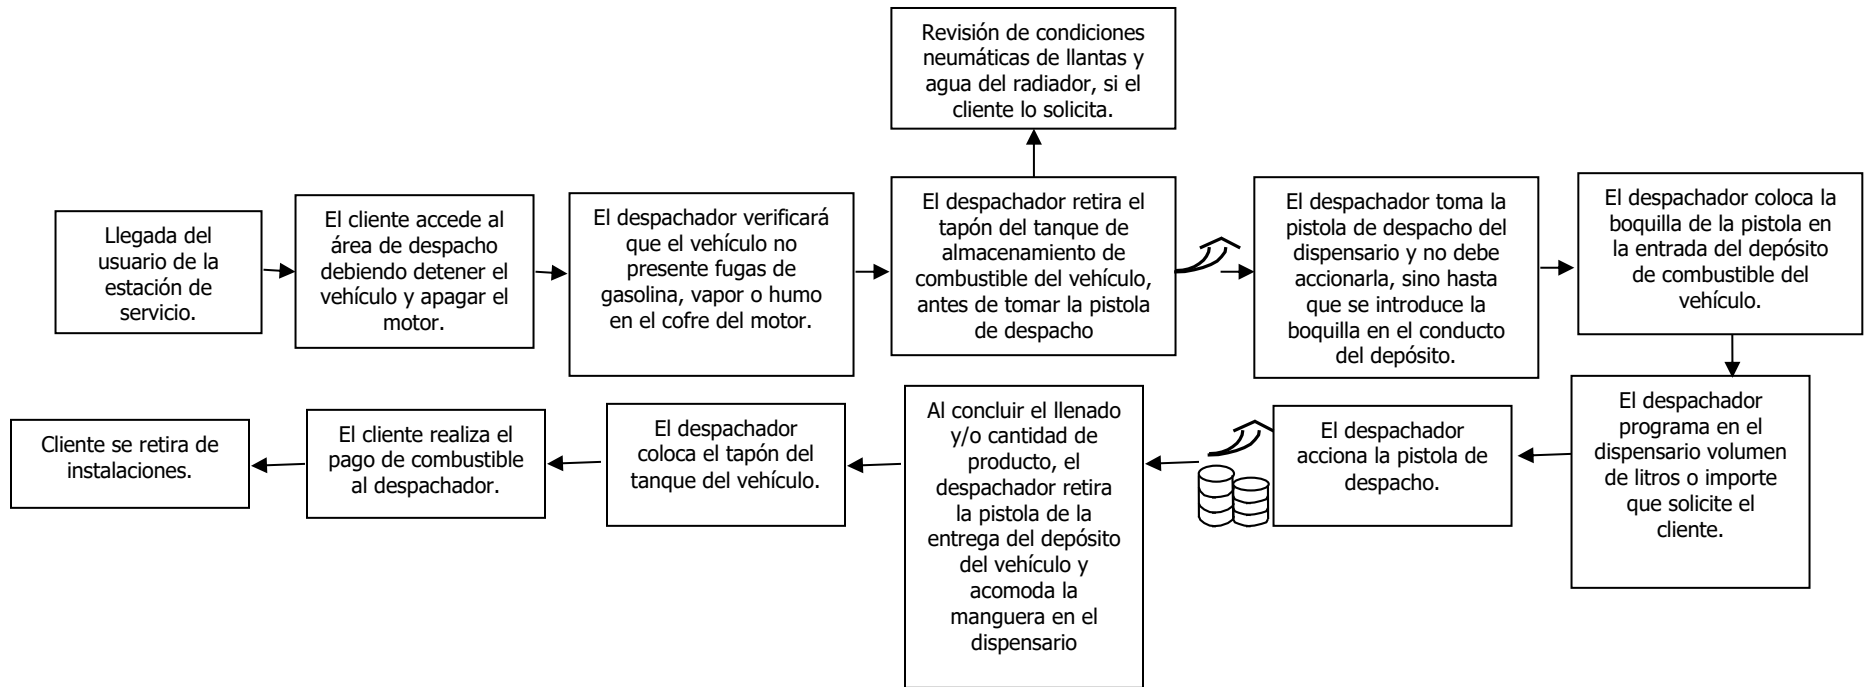 Revisión de condiciones
neumáticas de llantas y
agua del radiador, si el
cliente lo solicita.
Llegada del
usuario de la
estación de
servicio.
El cliente accede al
área de despacho
debiendo detener el
vehículo y apagar el
motor.
El despachador verificará
que el vehículo no
presente fugas de
gasolina, vapor o humo
en el cofre del motor.
El despachador retira el
tapón del tanque de
almacenamiento de
combustible del vehículo,
antes de tomar la pistola
de despacho
El despachador toma la
pistola de despacho del
dispensario y no debe
accionarla, sino hasta
que se introduce la
boquilla en el conducto
del depósito.
El despachador coloca la
boquilla de la pistola en
la entrada del depósito
de combustible del
vehículo.
El despachador
programa en el
dispensario volumen
de litros o importe
que solicite el
cliente.
El despachador
acciona la pistola de
despacho.
Al concluir el llenado
y/o cantidad de
producto, el
despachador retira
la pistola de la
entrega del depósito
del vehículo y
acomoda la
manguera en el
dispensario
El despachador
coloca el tapón del
tanque del vehículo.
El cliente realiza el
pago de combustible
al despachador.
Cliente se retira de
instalaciones.